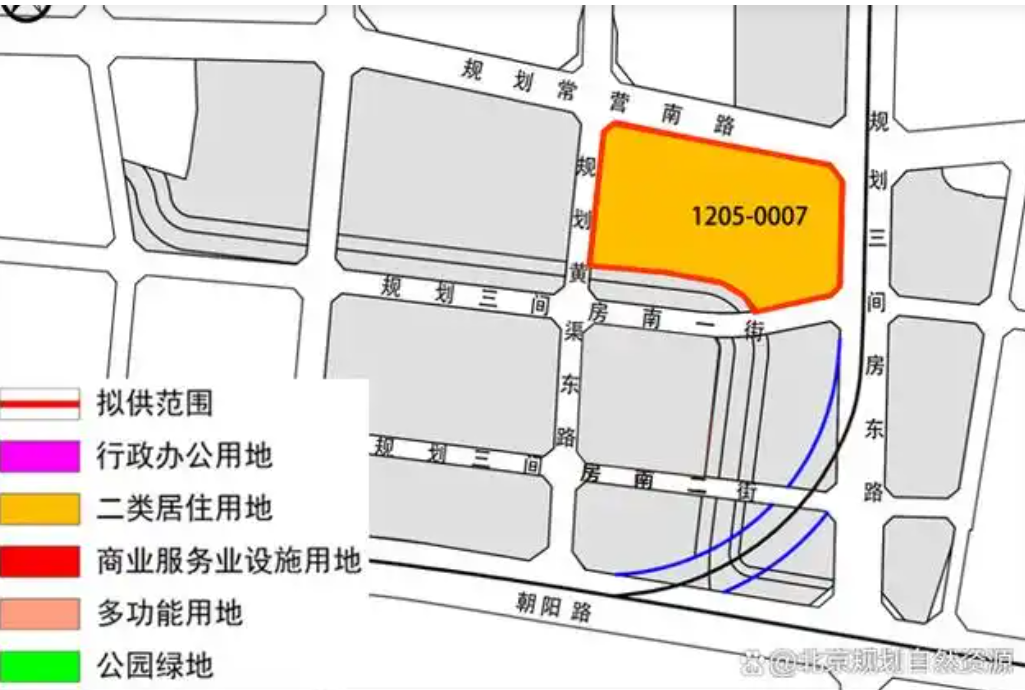 规划常营南路
规划三间房东路
规划黄渠东路
1205-0007
规划三间房南一街
规划三间房南二街
朝阳路
拟供范围
行政办公用地
二类居住用地
商业服务业设施用地
多功能用地
公园绿地
@北京规划自然资源